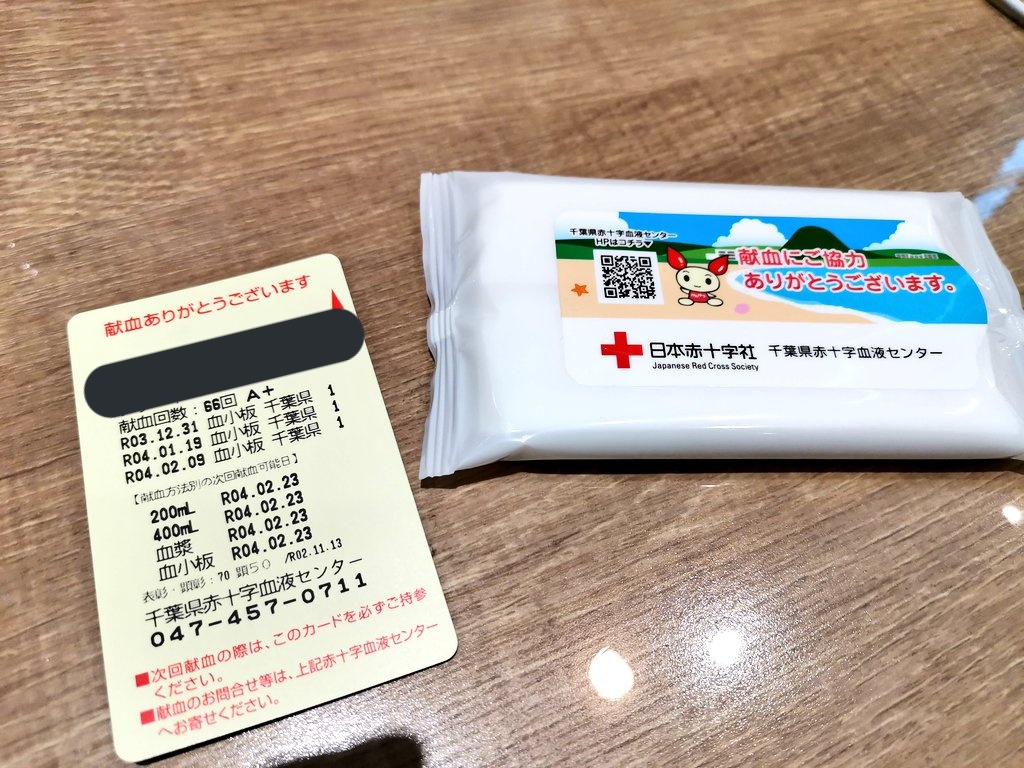 献血ありがとうございます
献血回数:66回 A+
R03.12.31 血小板 千葉県 1
R04.01.19 血小板 千葉県 1
R04.02.09 血小板 千葉県 1
【献血方法別の次回献血可能日】
200mL R04.02.23
400mL R04.02.23
血漿 R04.02.23
血小板 R04.02.23
表彰・顕彰:70 顕50 /R02.11.13
千葉県赤十字血液センター
047-457-0711
■次回献血の際は、このカードを必ずご持参
ください。
■献血のお問合せ等は、上記赤十字血液センター
へお寄せください。
千葉県赤十字血液センター
HPはコチラ▼
献血にご協力
ありがとうございます。
日本赤十字社 千葉県赤十字血液センター
Japanese Red Cross Society